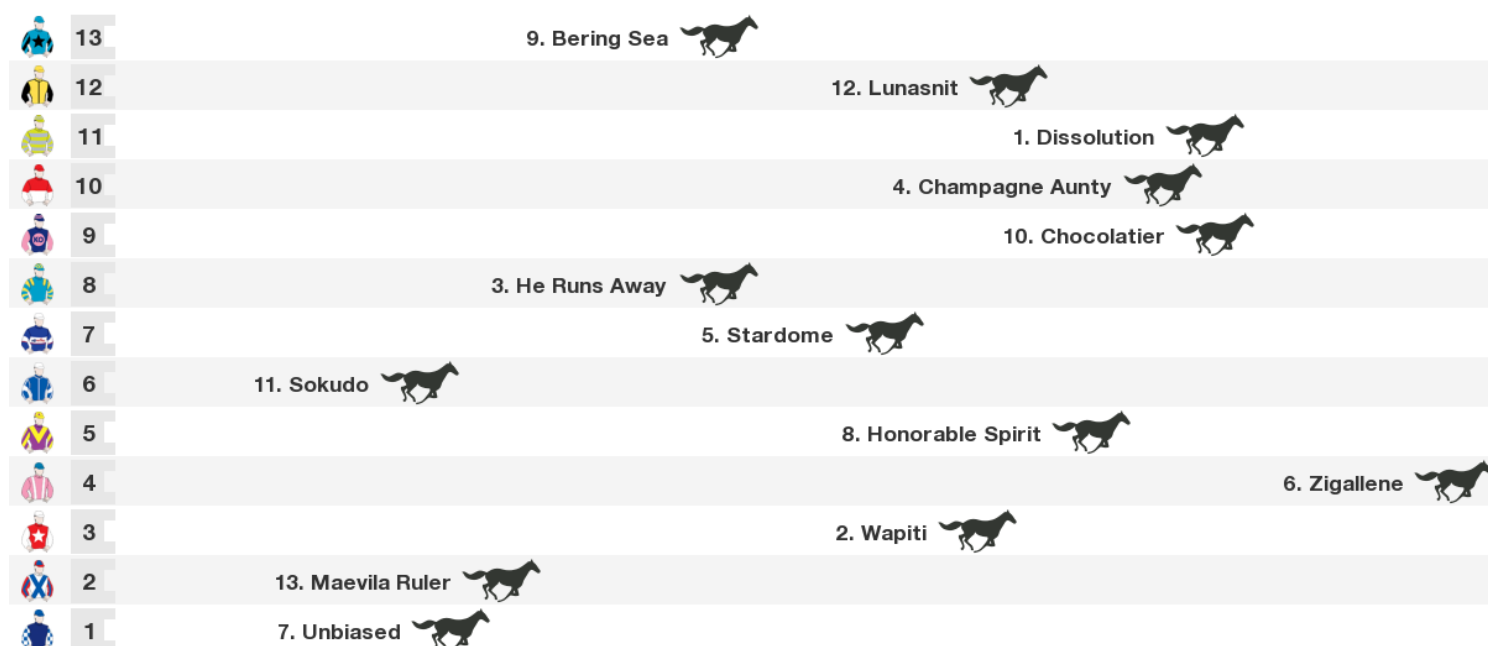 13 9. Bering Sea
12 12. Lunasnit
11 1. Dissolution
10 4. Champagne Aunty
9 10. Chocolatier
8 3. He Runs Away
7 5. Stardome
6 11. Sokudo
5 8. Honorable Spirit
4 6. Zigallene
3 2. Wapiti
2 13. Maevila Ruler
1 7. Unbiased